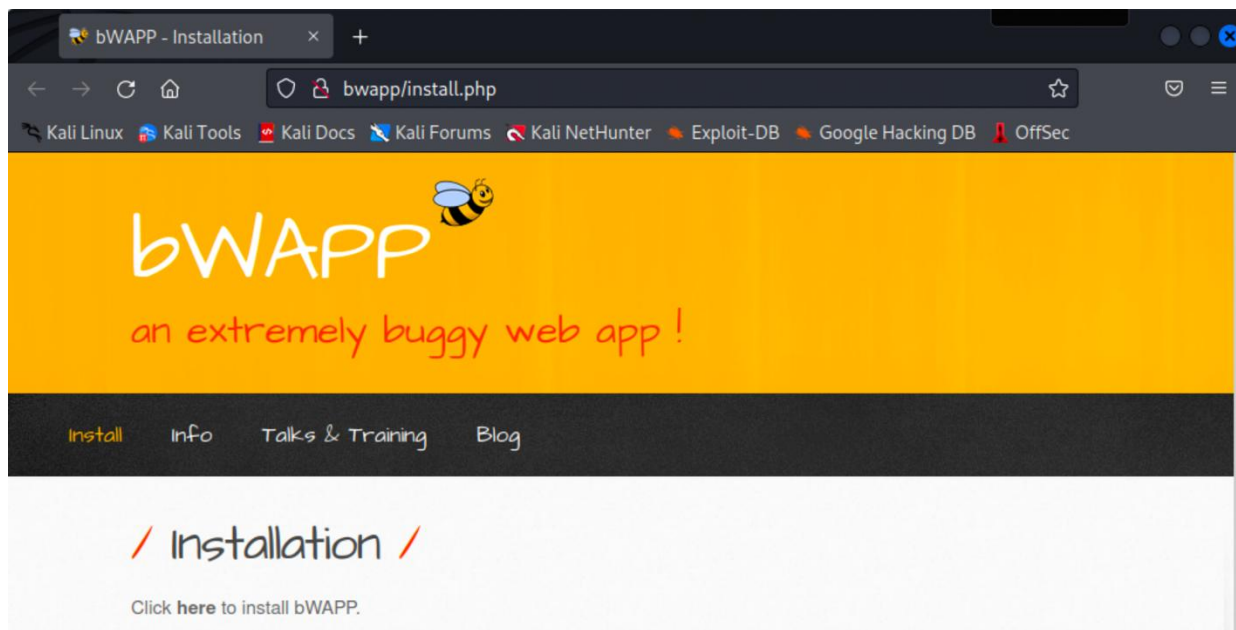 bWAPP - Installation
bwapp/install.php
Kali Linux Kali Tools Kali Docs Kali Forums Kali NetHunter Exploit-DB Google Hacking DB OffSec
bWAPP
an extremely buggy web app !
Install Info Talks & Training Blog
/ Installation /
Click here to install bWAPP.